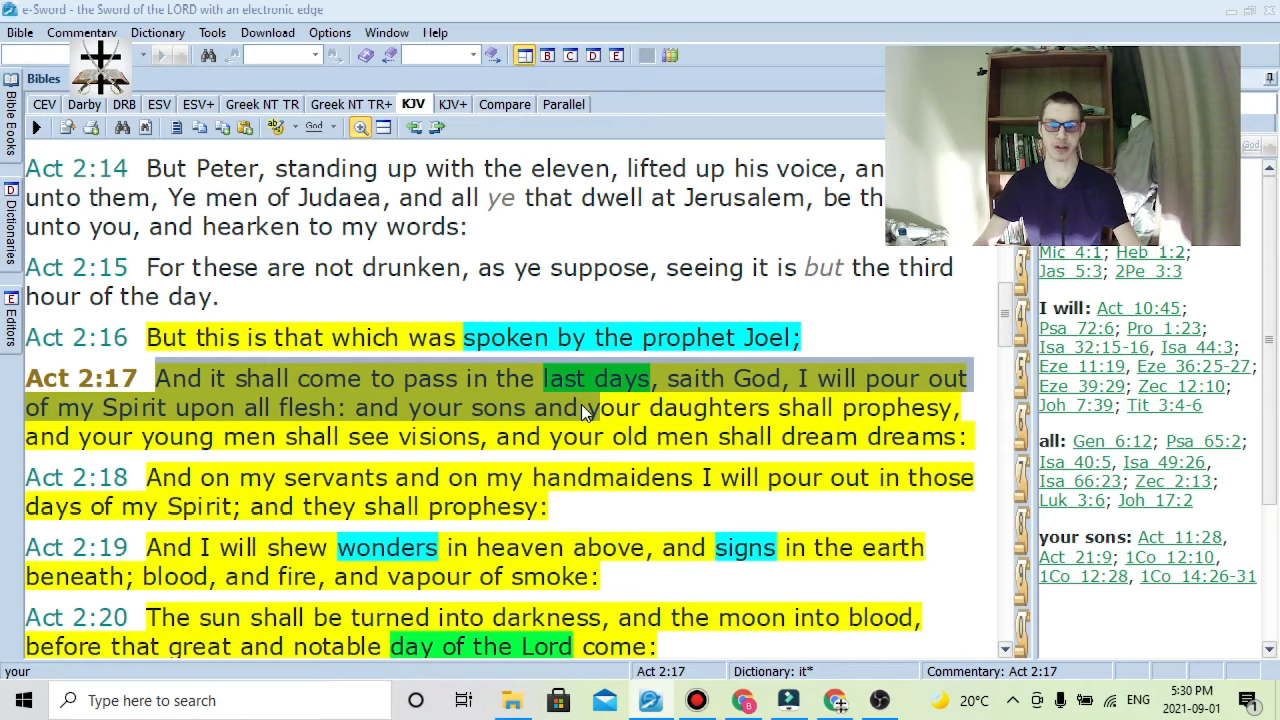 e-Sword - the Sword of the LORD with an electronic edge
Bible Commentary Dictionary Tools Download Options Window Help
B C D E
Bibles
CEV Darby DRB ESV ESV+ Greek NT TR Greek NT TR+ KJV KJV+ Compare Parallel
God
God
Bible Books
D Dictionaries
E Editors
Act 2:14 But Peter, standing up with the eleven, lifted up his voice, an
unto them, Ye men of Judaea, and all ye that dwell at Jerusalem, be th
unto you, and hearken to my words:
Act 2:15 For these are not drunken, as ye suppose, seeing it is but the third
hour of the day.
Act 2:16 But this is that which was spoken by the prophet Joel;
Act 2:17 And it shall come to pass in the last days, saith God, I will pour out
of my Spirit upon all flesh: and your sons and your daughters shall prophesy,
and your young men shall see visions, and your old men shall dream dreams:
Act 2:18 And on my servants and on my handmaidens I will pour out in those
days of my Spirit; and they shall prophesy:
Act 2:19 And I will shew wonders in heaven above, and signs in the earth
beneath; blood, and fire, and vapour of smoke:
Act 2:20 The sun shall be turned into darkness, and the moon into blood,
before that great and notable day of the Lord come:
3
4
5
6
7
8
9
Mic 4:1; Heb 1:2;
Jas 5:3; 2Pe 3:3
I will: Act 10:45;
Psa 72:6; Pro 1:23;
Isa 32:15-16, Isa 44:3;
Eze 11:19, Eze 36:25-27;
Eze 39:29; Zec 12:10;
Joh 7:39; Tit 3:4-6
all: Gen 6:12; Psa 65:2;
Isa 40:5, Isa 49:26,
Isa 66:23; Zec 2:13;
Luk 3:6; Joh 17:2
your sons: Act 11:28,
Act 21:9; 1Co 12:10,
1Co 12:28, 1Co 14:26-31
your Act 2:17 Dictionary: it* Commentary: Act 2:17
Type here to search
B
20°C ENG
5:30 PM
2021-09-01
1